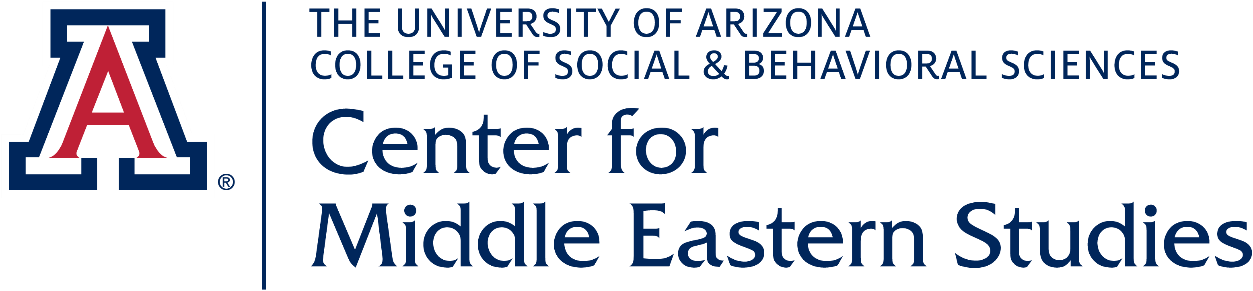 THE UNIVERSITY OF ARIZONA
COLLEGE OF SOCIAL & BEHAVIORAL SCIENCES
A®
Center for
Middle Eastern Studies